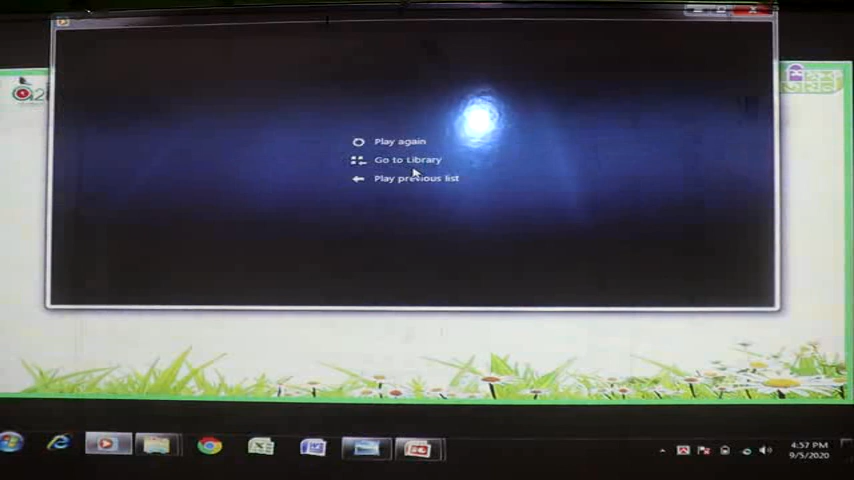 Play again
Go to Library
Play previous list
4:57 PM
9/5/2020